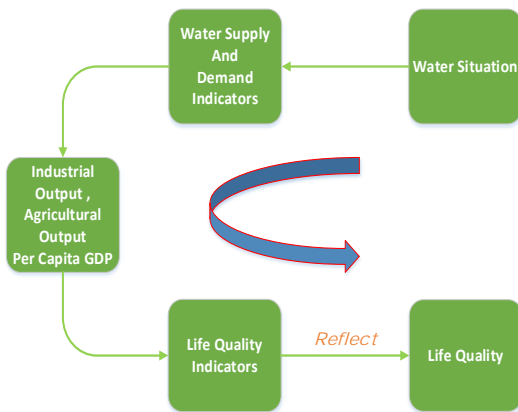 Water Supply
And
Demand
Indicators
Water Situation
Industrial
Output ,
Agricultural
Output
Per Capita GDP
Life Quality
Indicators
Reflect
Life Quality